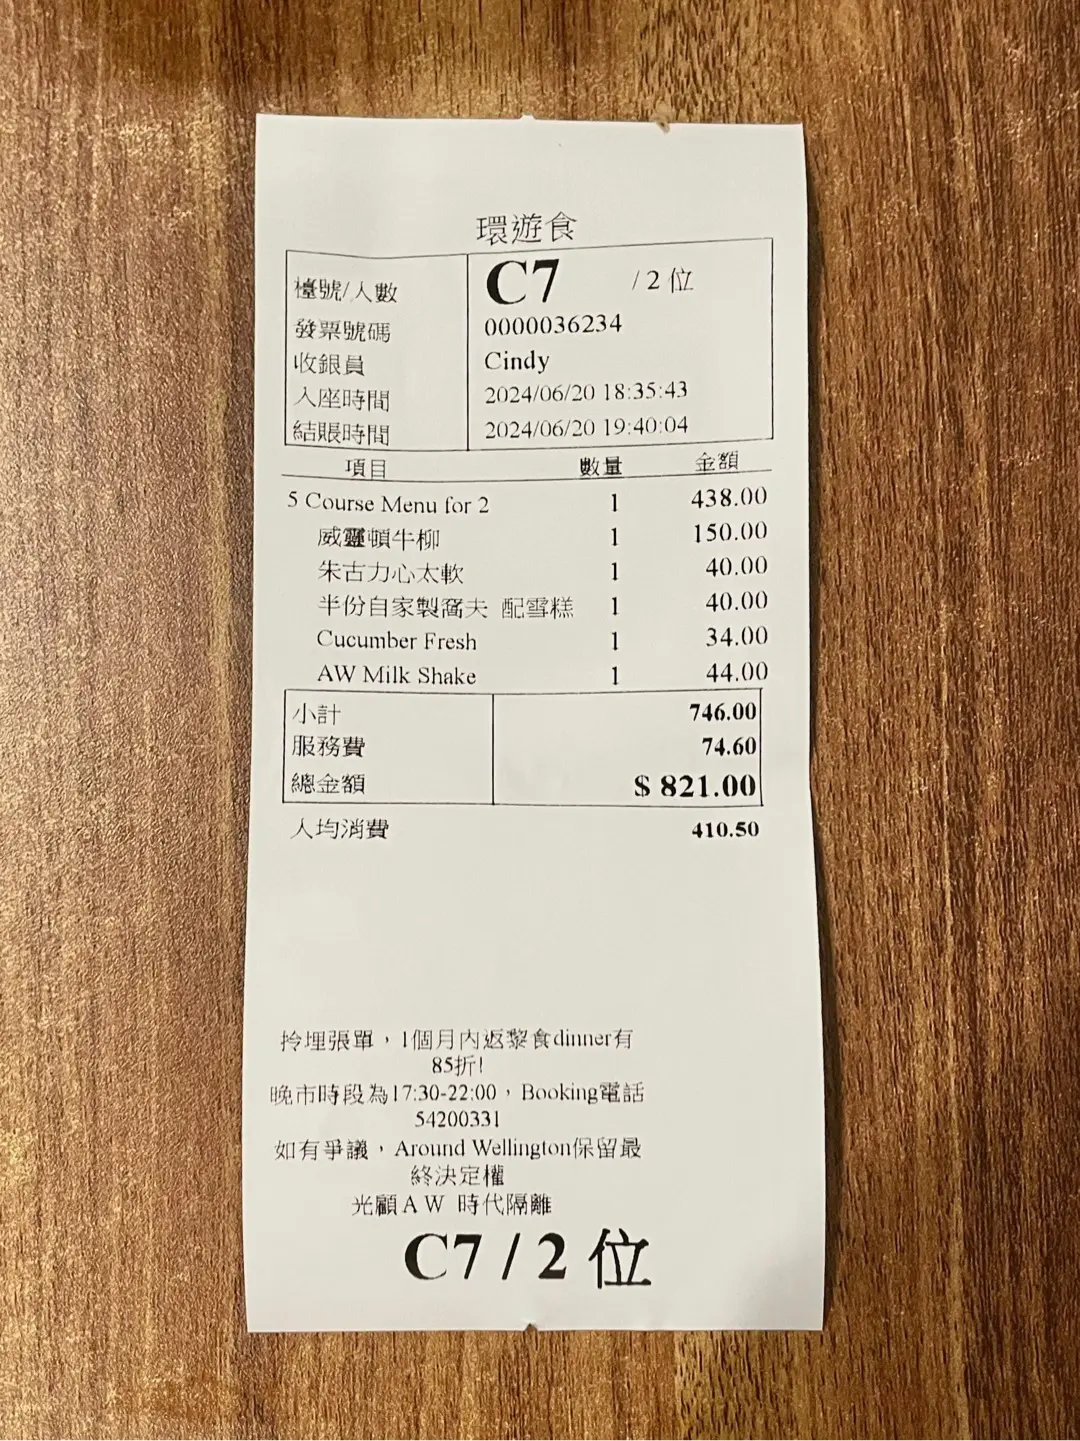 環遊食
檯號/人數 C7 /2 位
發票號碼 0000036234
收銀員 Cindy
入座時間 2024/06/20 18:35:43
結賬時間 2024/06/20 19:40:04
項目 數量 金額
5 Course Menu for 2 1 438.00
威靈頓牛柳 1 150.00
朱古力心太軟 1 40.00
半份自家製窩夫 配雪糕 1 40.00
Cucumber Fresh 1 34.00
AW Milk Shake 1 44.00
小計 746.00
服務費 74.60
總金額 $ 821.00
人均消費 410.50
拎埋張單，1個月內返黎食dinner有
85折!
晚市時段為17:30-22:00，Booking電話
54200331
如有爭議，Around Wellington保留最
終決定權
光顧A W 時代隔離
C7 / 2 位